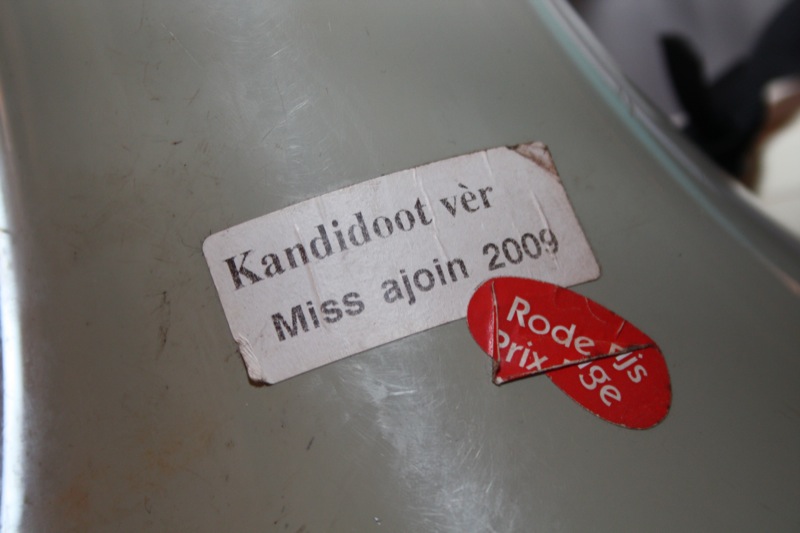 Kandidoot vèr
Miss ajoin 2009
Rode
Prix